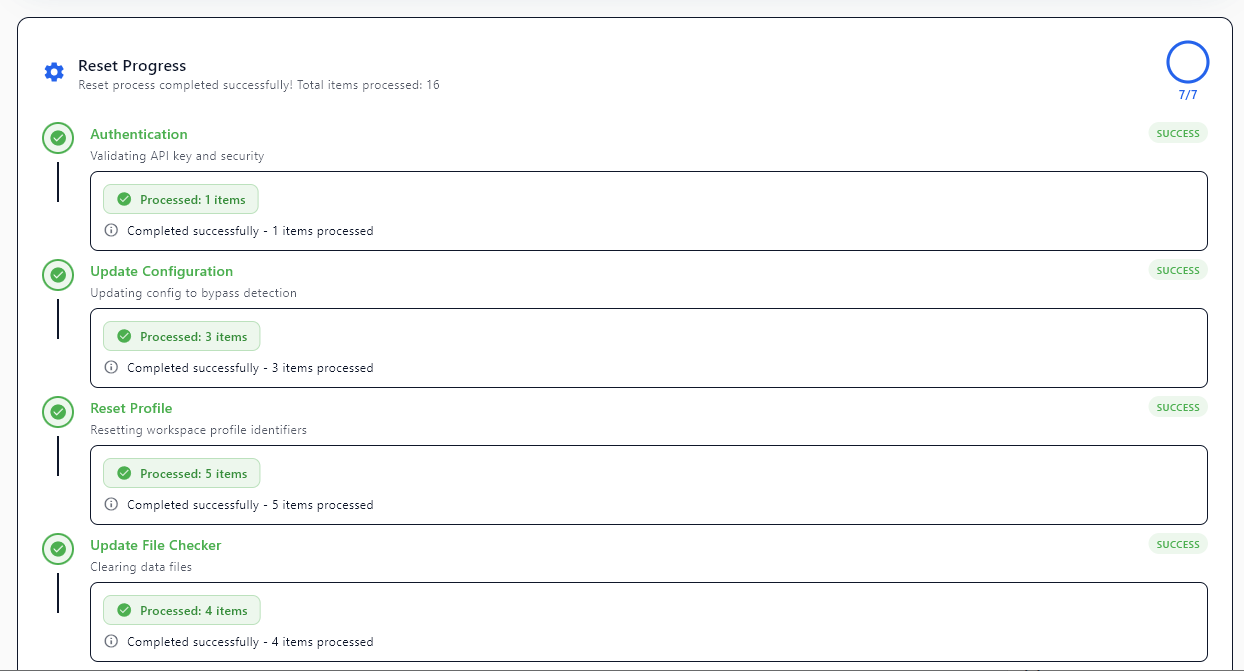 Reset Progress
Reset process completed successfully! Total items processed: 16
7/7
Authentication
SUCCESS
Validating API key and security
Processed: 1 items
Completed successfully - 1 items processed
Update Configuration
SUCCESS
Updating config to bypass detection
Processed: 3 items
Completed successfully - 3 items processed
Reset Profile
SUCCESS
Resetting workspace profile identifiers
Processed: 5 items
Completed successfully - 5 items processed
Update File Checker
SUCCESS
Clearing data files
Processed: 4 items
Completed successfully - 4 items processed